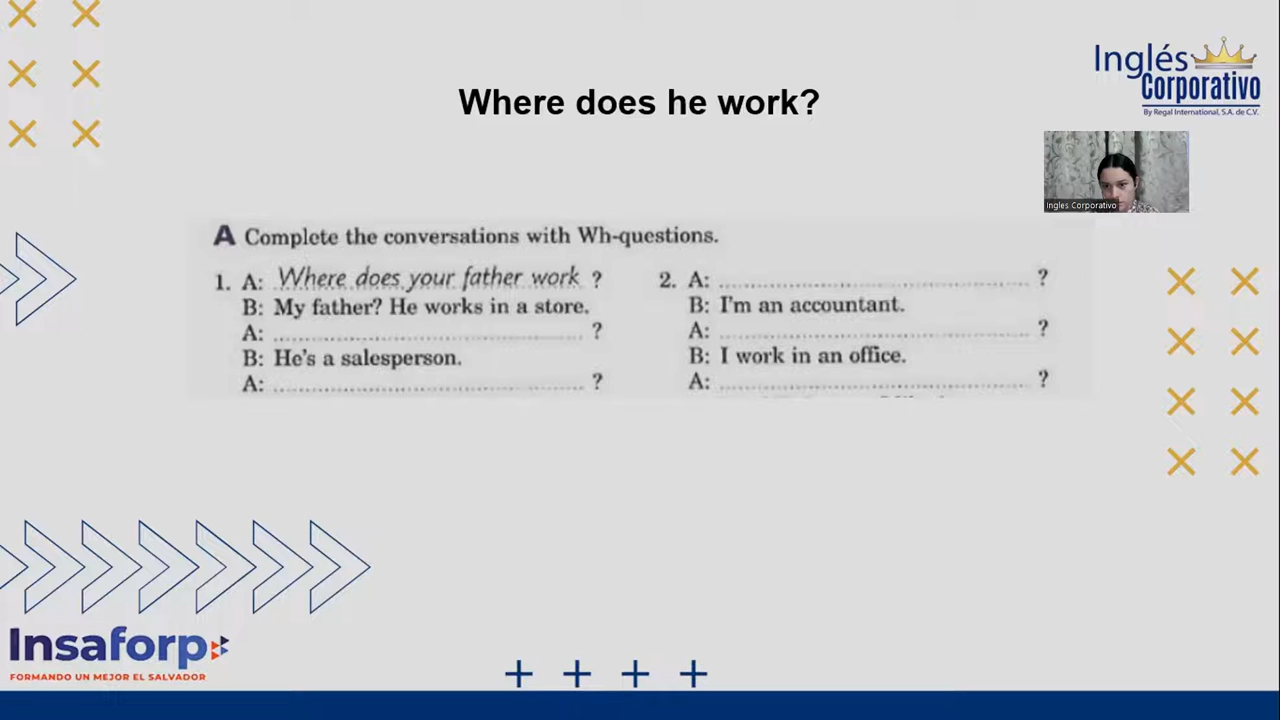 Where does he work?
Inglés
Corporativo
By Regal International, S.A. de C.V.
Ingles Corporativo
A Complete the conversations with Wh-questions.
1. A: Where does your father work ?
B: My father? He works in a store.
A: ............................................................ ?
B: He's a salesperson.
A: ............................................................ ?
2. A: ............................................................ ?
B: I'm an accountant.
A: ............................................................ ?
B: I work in an office.
A: ............................................................ ?
Insaforp
FORMANDO UN MEJOR EL SALVADOR